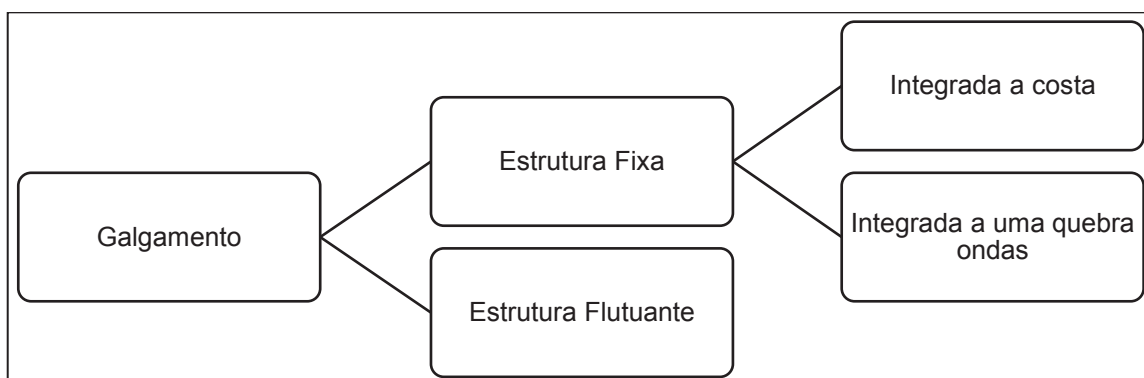 Galgamento
Estrutura Fixa
Estrutura Flutuante
Integrada a costa
Integrada a uma quebra
ondas